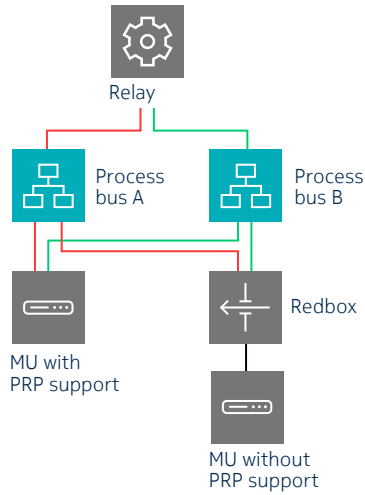 Relay
Process
bus A
Process
bus B
MU with
PRP support
Redbox
MU without
PRP support